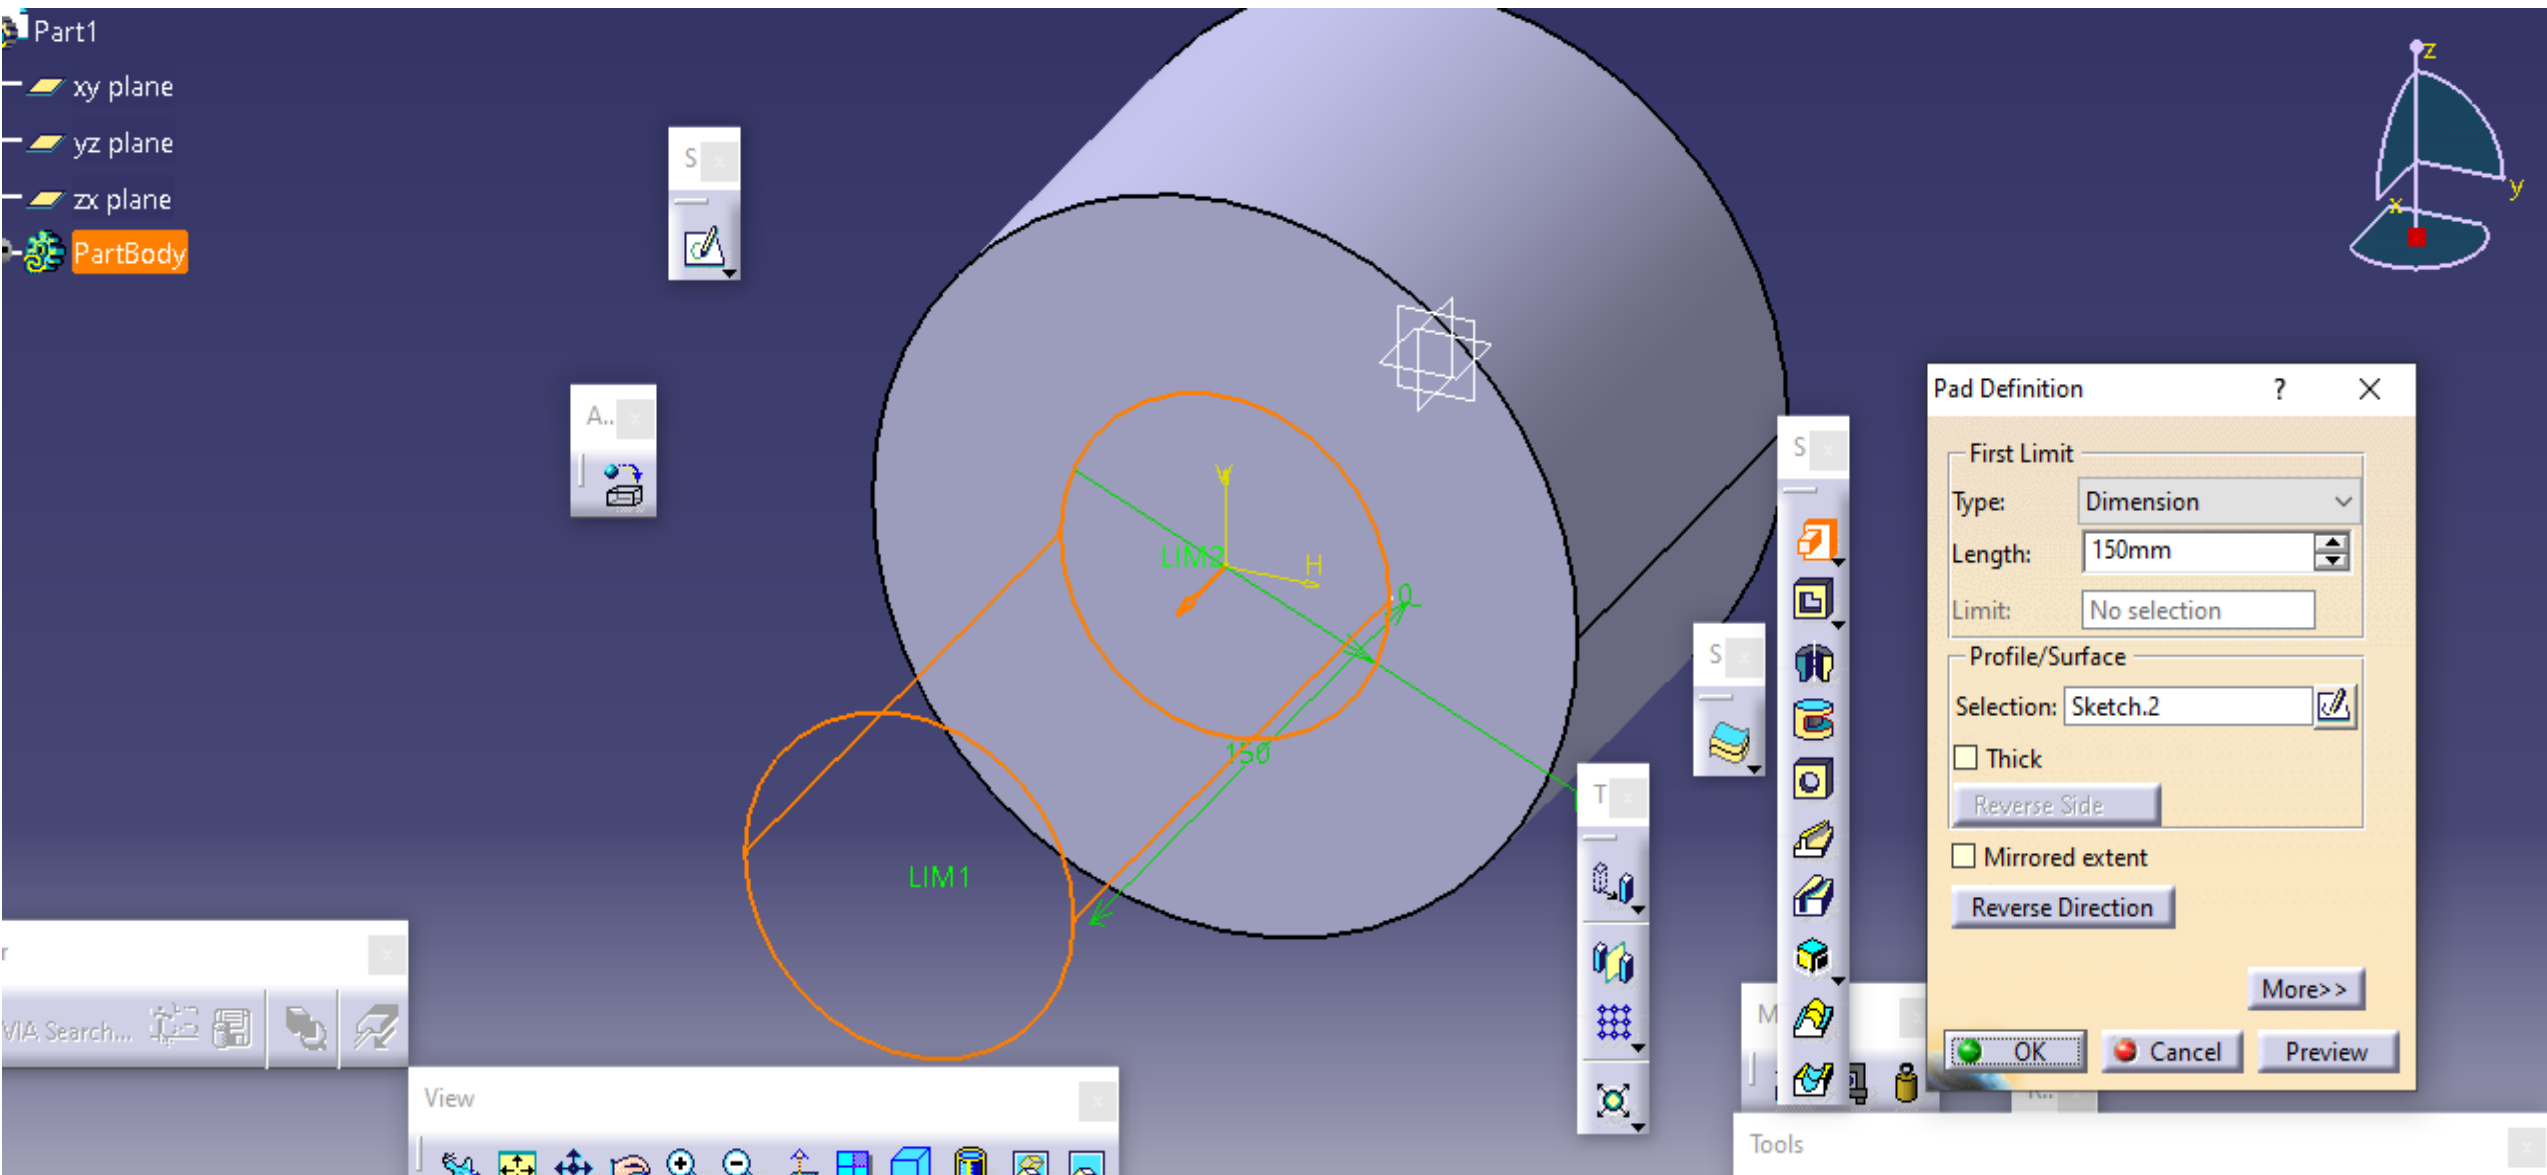 Part1
xy plane
yz plane
zx plane
PartBody
S x
A.. x
z
y
x
V
H
LIM2
0
150
LIM1
S x
S x
T x
M
Pad Definition ?
First Limit
Type: Dimension
Length: 150mm
Limit: No selection
Profile/Surface
Selection: Sketch.2
Thick
Reverse Side
Mirrored extent
Reverse Direction
More>>
OK Cancel Preview
r x
VIA Search...
View x
Tools x